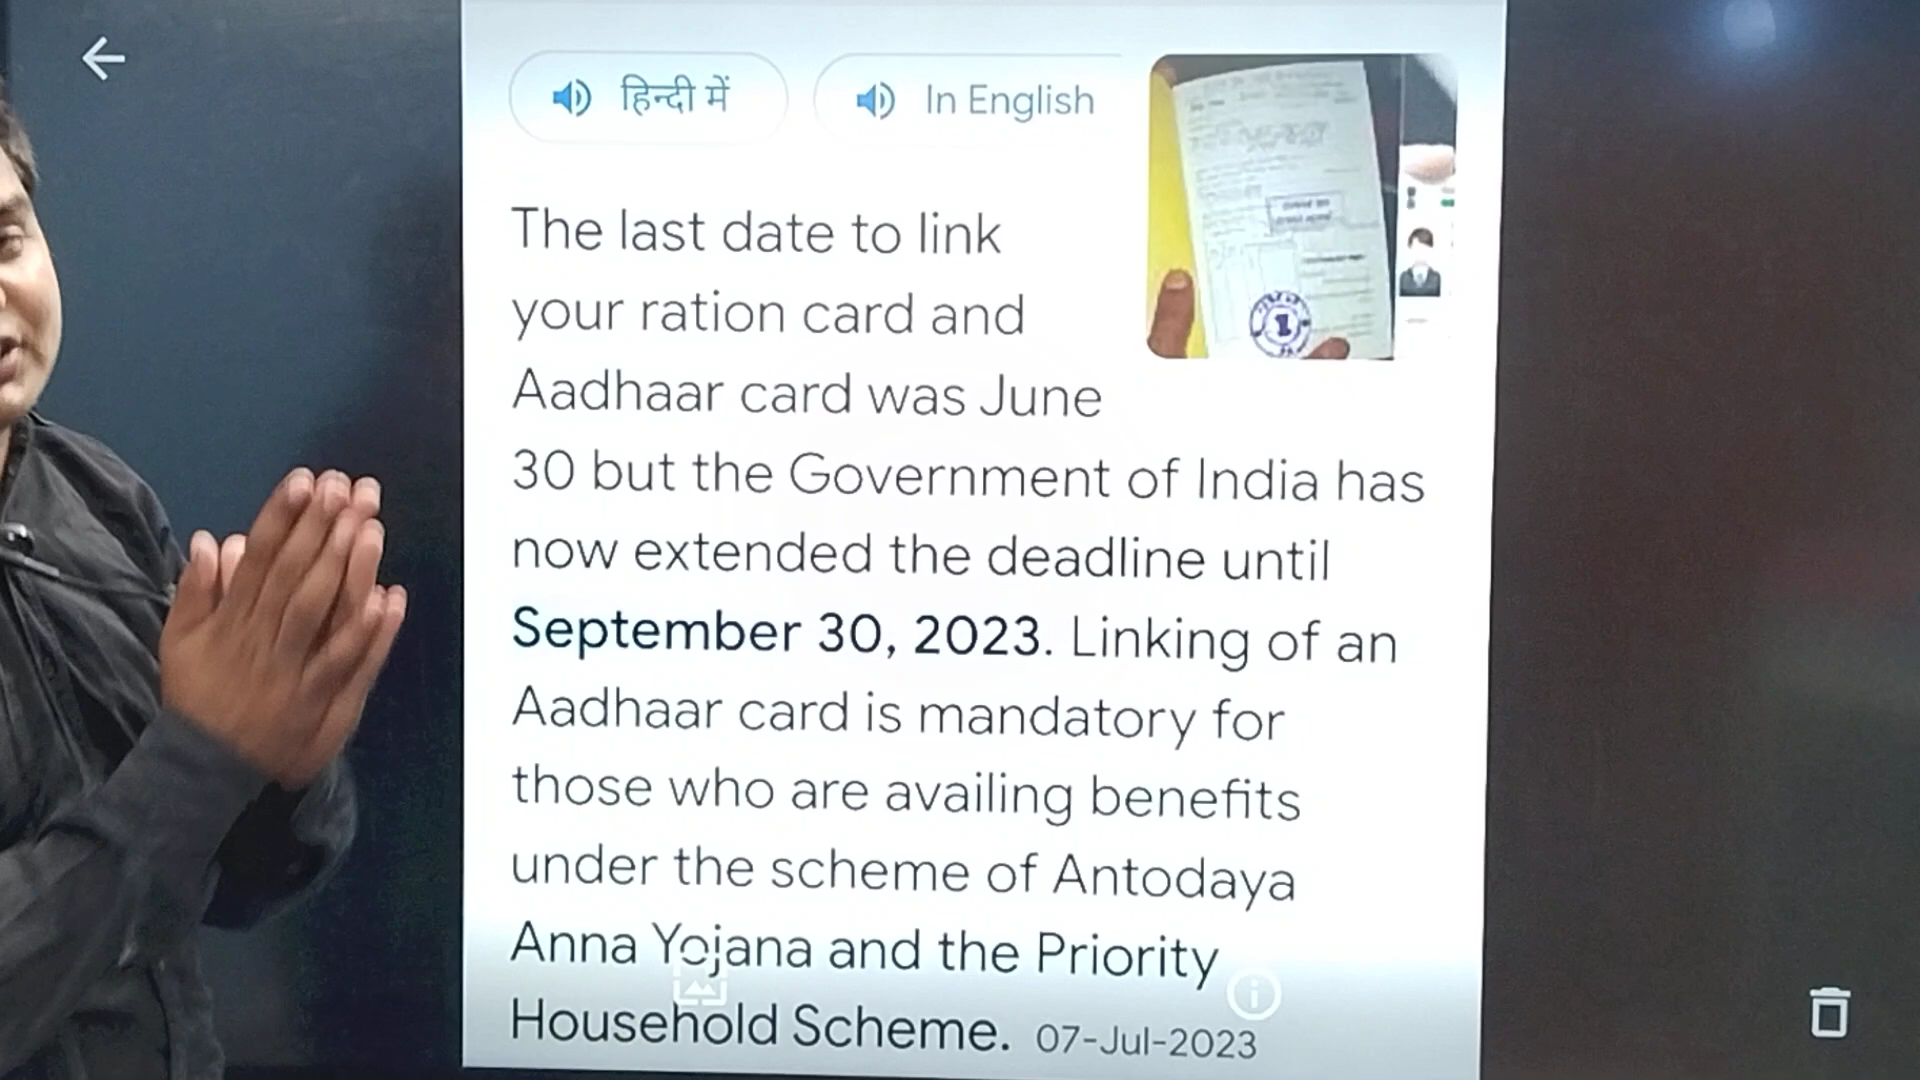 हिन्दी में
In English
The last date to link
your ration card and
Aadhaar card was June
30 but the Government of India has
now extended the deadline until
September 30, 2023. Linking of an
Aadhaar card is mandatory for
those who are availing benefits
under the scheme of Antodaya
Anna Yojana and the Priority
Household Scheme. 07-Jul-2023